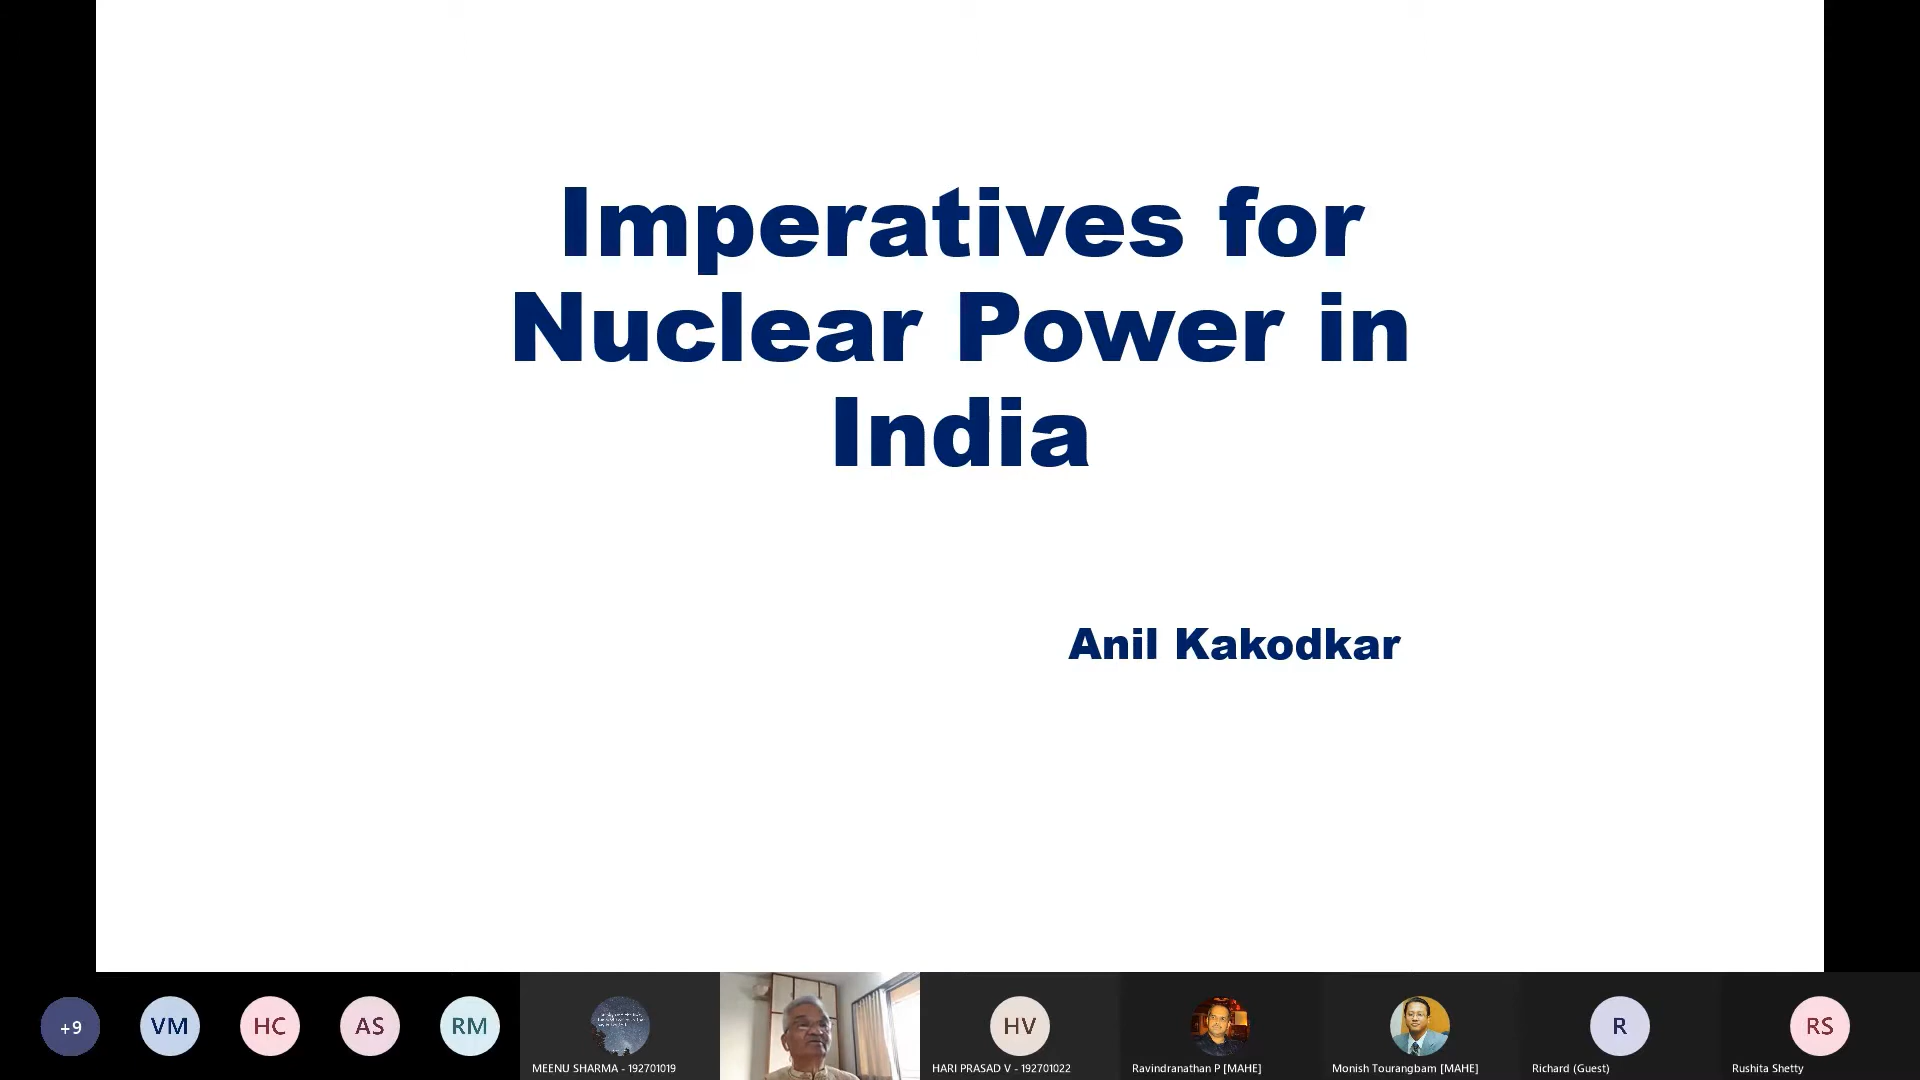 Imperatives for
Nuclear Power in
India
Anil Kakodkar
+9
VM
HC
AS
RM
MEENU SHARMA - 192701019
HV
HARI PRASAD V - 192701022
Ravindranathan P [MAHE]
Monish Tourangbam [MAHE]
R
Richard (Guest)
RS
Rushita Shetty